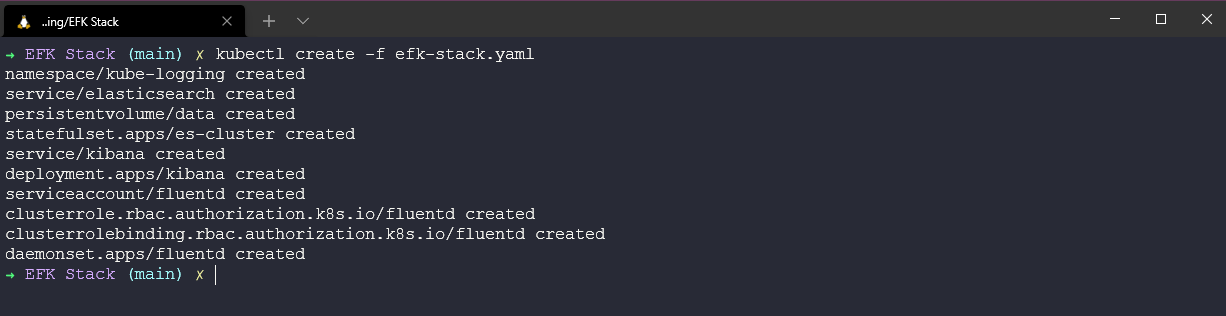 ..ing/EFK Stack
→ EFK Stack (main) ✗ kubectl create -f efk-stack.yaml
namespace/kube-logging created
service/elasticsearch created
persistentvolume/data created
statefulset.apps/es-cluster created
service/kibana created
deployment.apps/kibana created
serviceaccount/fluentd created
clusterrole.rbac.authorization.k8s.io/fluentd created
clusterrolebinding.rbac.authorization.k8s.io/fluentd created
daemonset.apps/fluentd created
→ EFK Stack (main) ✗